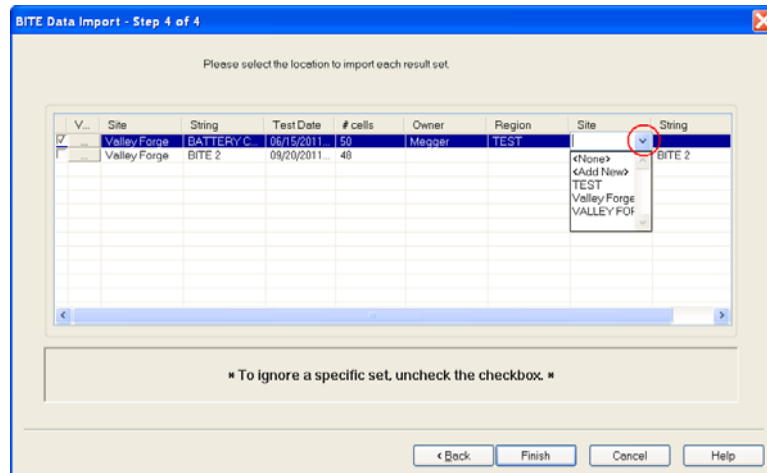 BITE Data Import - Step 4 of 4
Please select the location to import each result set.
V... Site String Test Date # cells Owner Region Site String
... Valley Forge BATTERY C... 06/15/2011... 50 Megger TEST
... Valley Forge BITE 2 09/20/2011... 48 BITE 2
<None>
<Add New>
TEST
Valley Forge
VALLEY FOR
* To ignore a specific set, uncheck the checkbox. *
< Back Finish Cancel Help